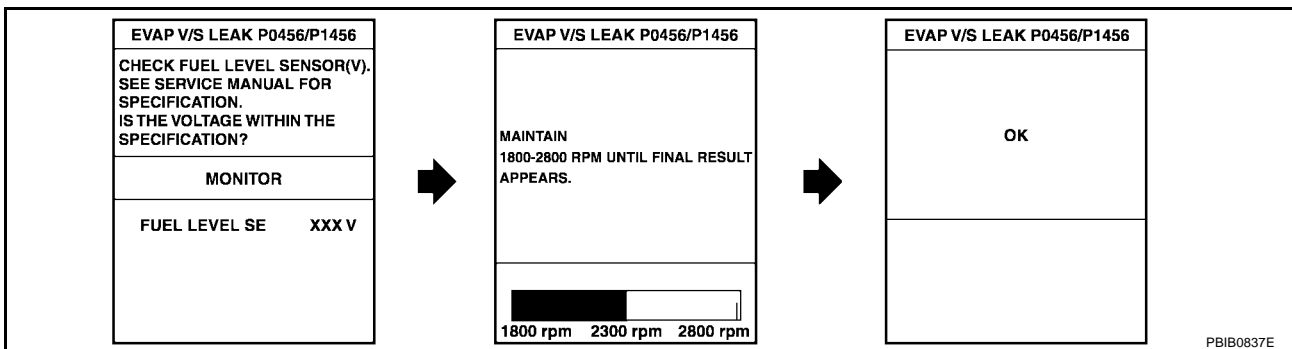 EVAP V/S LEAK P0456/P1456
CHECK FUEL LEVEL SENSOR(V).
SEE SERVICE MANUAL FOR
SPECIFICATION.
IS THE VOLTAGE WITHIN THE
SPECIFICATION?
MONITOR
FUEL LEVEL SE XXX V
EVAP V/S LEAK P0456/P1456
MAINTAIN
1800-2800 RPM UNTIL FINAL RESULT
APPEARS.
1800 rpm 2300 rpm 2800 rpm
EVAP V/S LEAK P0456/P1456
OK
PBIB0837E